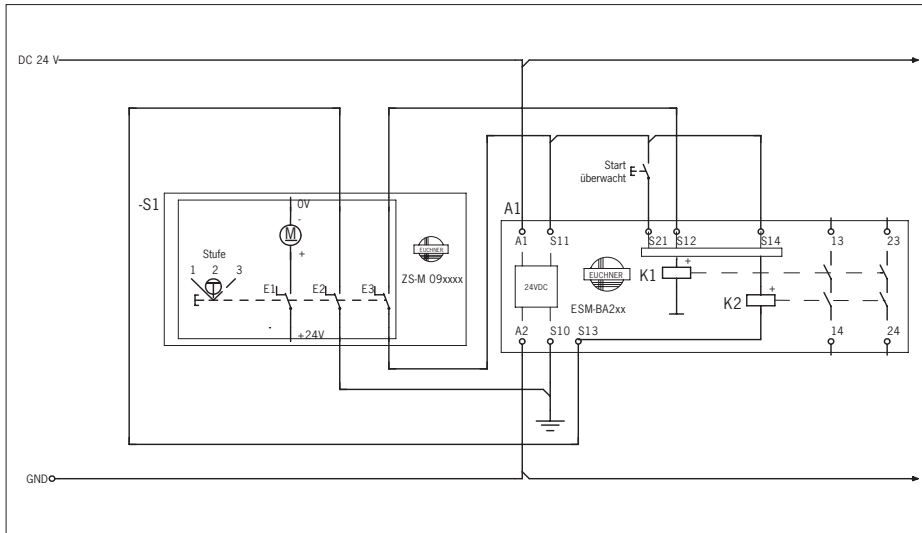 DC 24 V
Start
überwacht
-S1
0V
-
M
+
EUCHNER
ZS-M 09xxxx
Stufe
1 2 3
E1 E2 E3
+24V
A1
A1 S11 S21 S12 S14 13 23
+
K1
24VDC
EUCHNER
+
K2
ESM-BA2xx
A2 S10 S13 14 24
GND